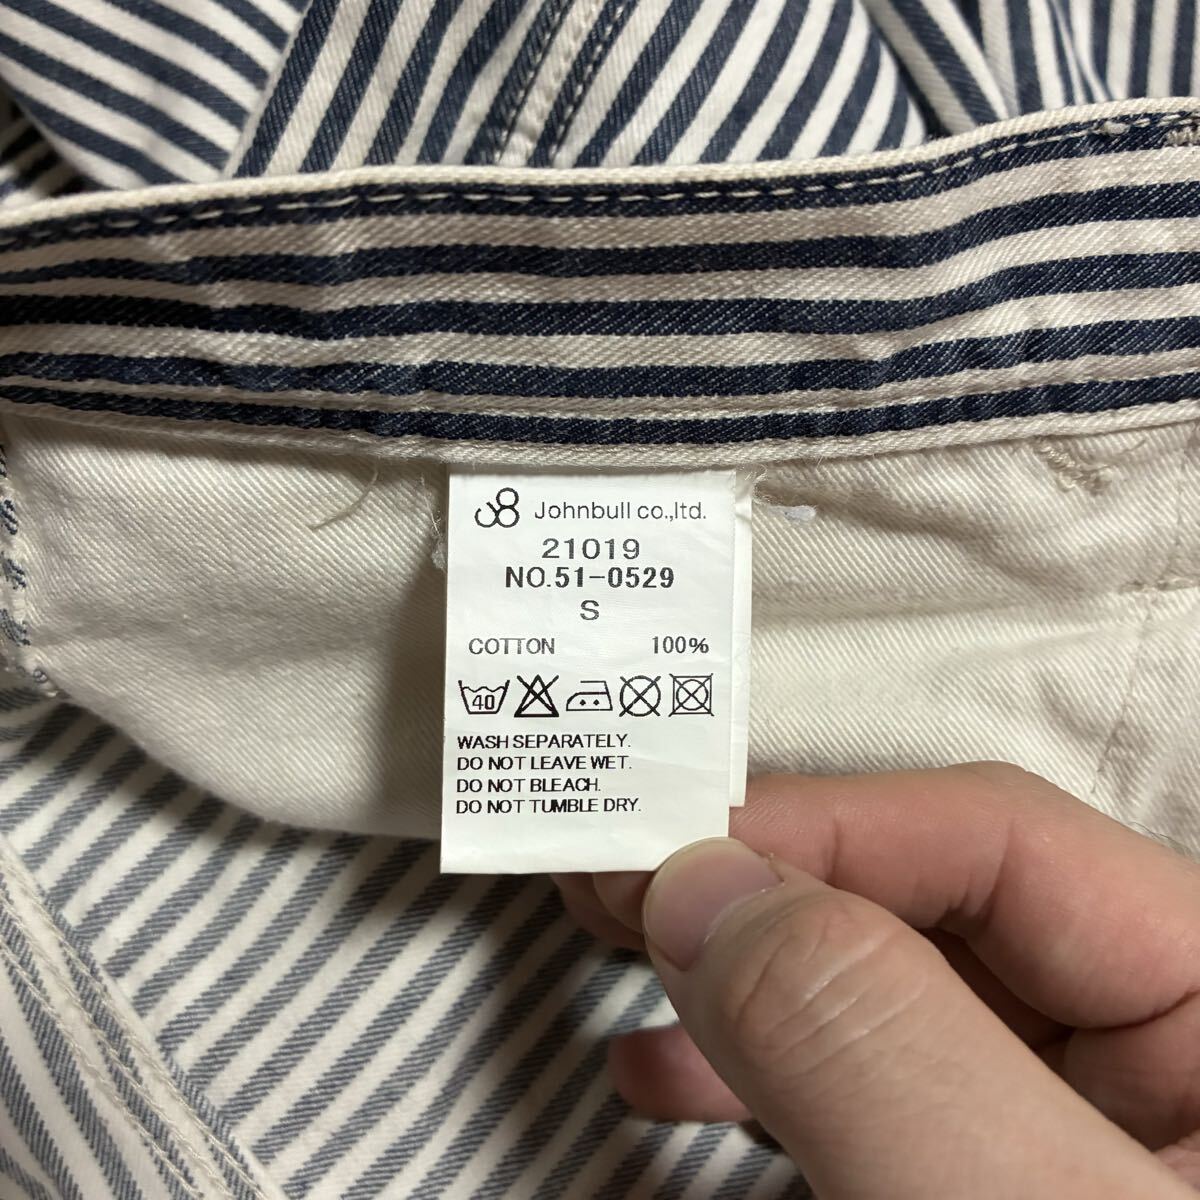 Johnbull co.,ltd.
21019
NO.51-0529
S
COTTON 100%
40
WASH SEPARATELY.
DO NOT LEAVE WET.
DO NOT BLEACH.
DO NOT TUMBLE DRY.